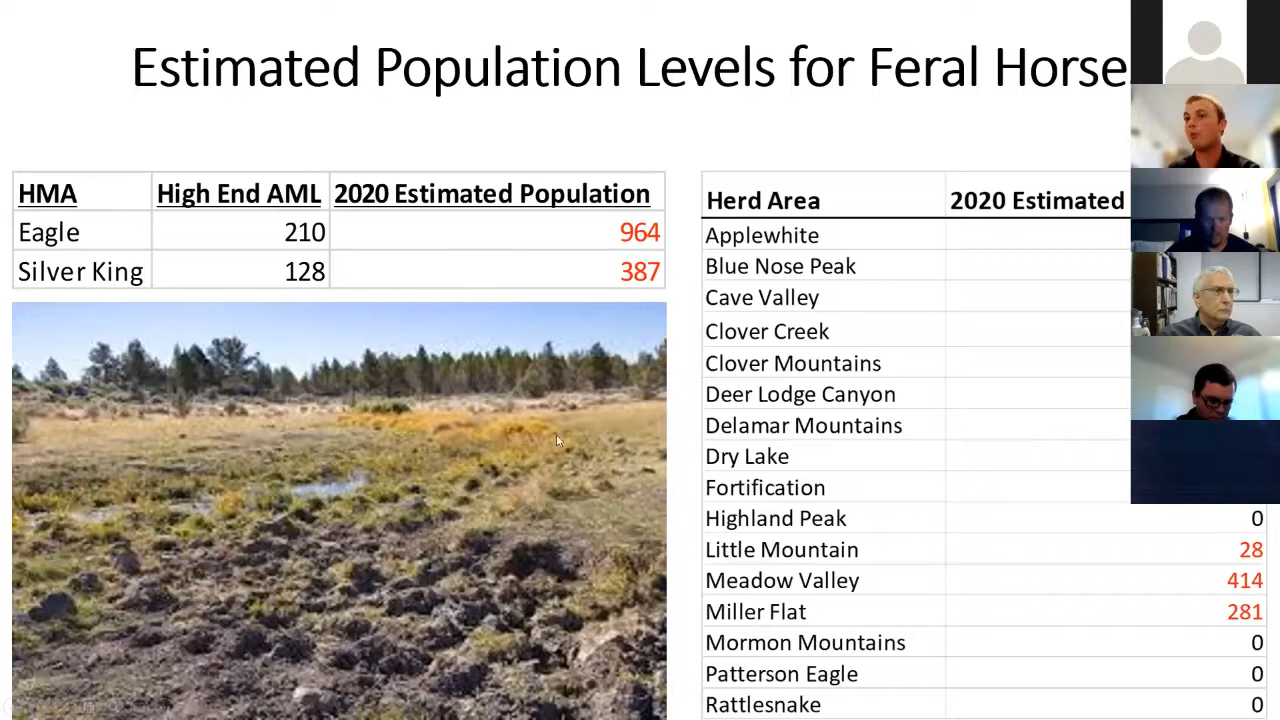 Estimated Population Levels for Feral Horse
HMA High End AML 2020 Estimated Population
Eagle 210 964
Silver King 128 387
Herd Area 2020 Estimated
Applewhite
Blue Nose Peak
Cave Valley
Clover Creek
Clover Mountains
Deer Lodge Canyon
Delamar Mountains
Dry Lake
Fortification
Highland Peak 0
Little Mountain 28
Meadow Valley 414
Miller Flat 281
Mormon Mountains 0
Patterson Eagle 0
Rattlesnake 0